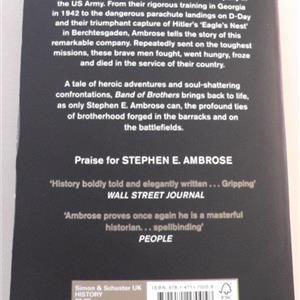 the US Army. From their rigorous training in Georgia
in 1942 to the dangerous parachute landings on D-Day
and their triumphant capture of Hitler's 'Eagle's Nest'
in Berchtesgaden, Ambrose tells the story of this
remarkable company. Repeatedly sent on the toughest
missions, these brave men fought, went hungry, froze
and died in the service of their country.
A tale of heroic adventures and soul-shattering
confrontations, Band of Brothers brings back to life,
as only Stephen E. Ambrose can, the profound ties
of brotherhood forged in the barracks and on
the battlefields.
Praise for STEPHEN E. AMBROSE
'History boldly told and elegantly written . . . Gripping'
WALL STREET JOURNAL
'Ambrose proves once again he is a masterful
historian. . . spellbinding'
PEOPLE
Simon & Schuster UK
HISTORY